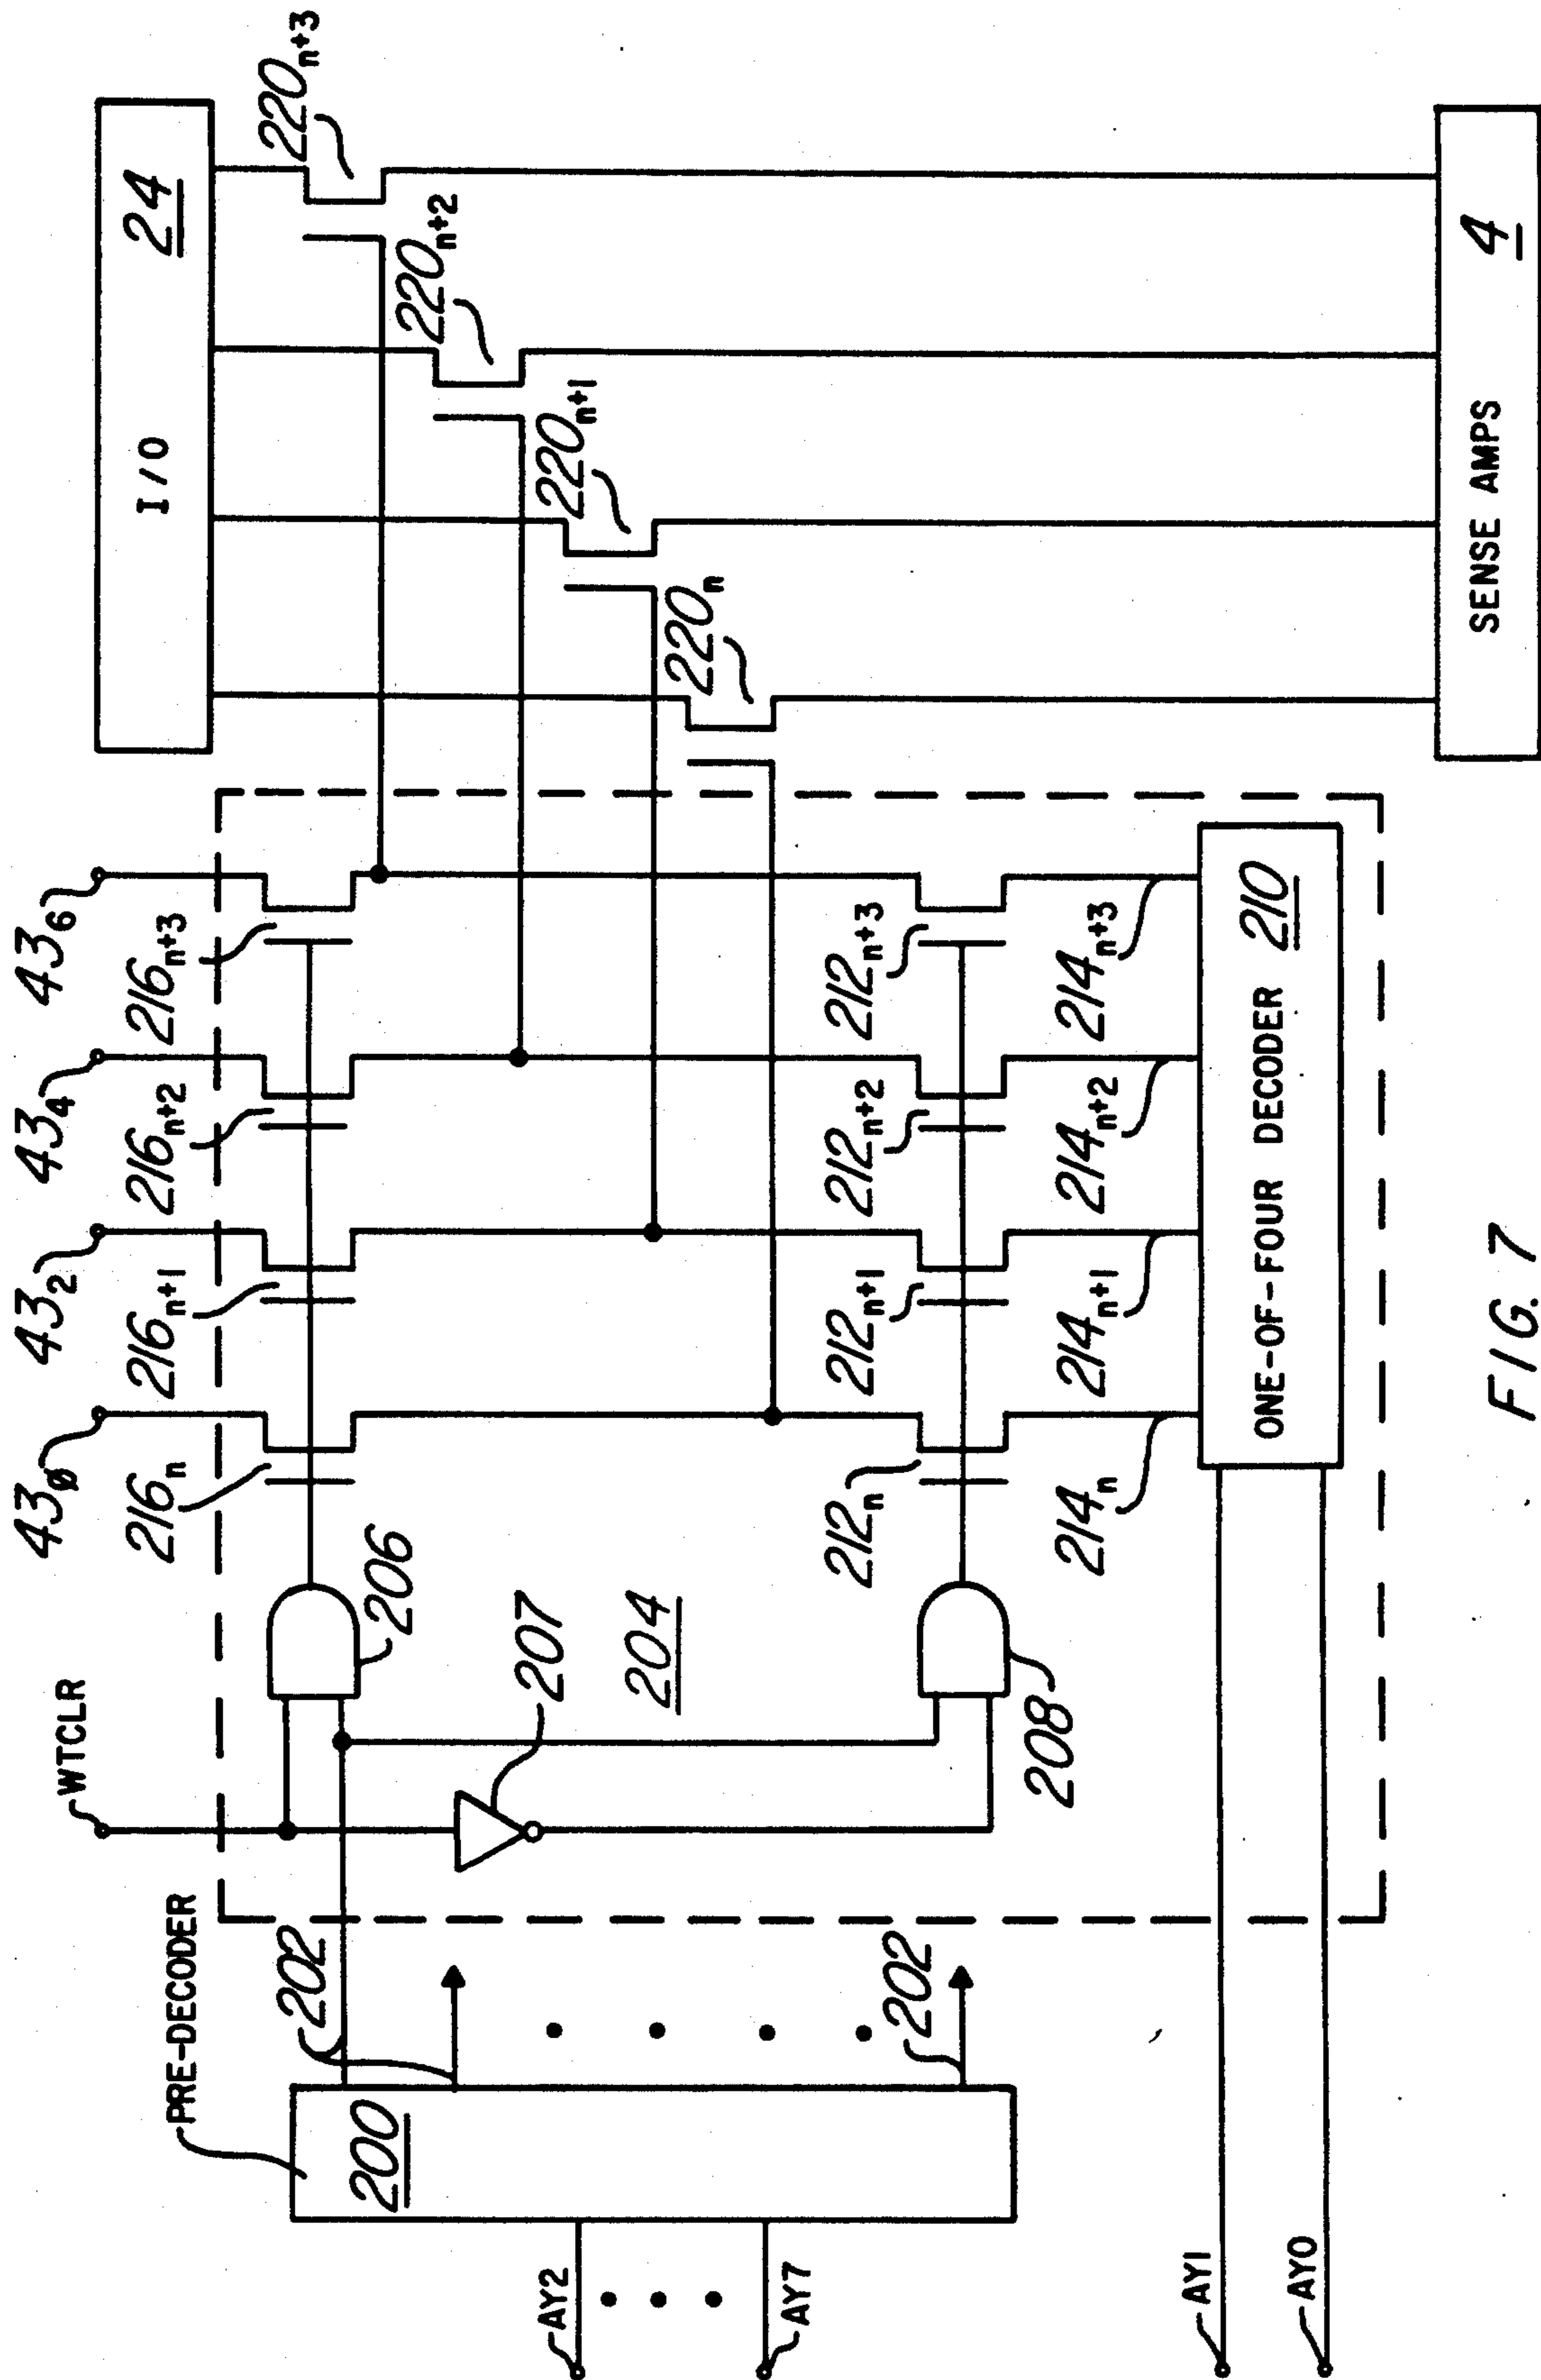 43₀ 43₂ 43₄ 43₆
WTCLR
216ₙ 216ₙ₊₁ 216ₙ₊₂ 216ₙ₊₃
I/O 24
PRE-DECODER
200
202
202
206
207
204
208
220ₙ 220ₙ₊₁ 220ₙ₊₂ 220ₙ₊₃
AY2
AY7
212ₙ 212ₙ₊₁ 212ₙ₊₂ 212ₙ₊₃
214ₙ 214ₙ₊₁ 214ₙ₊₂ 214ₙ₊₃
AY1
AY0
ONE-OF-FOUR DECODER 210
SENSE AMPS 4
FIG. 7